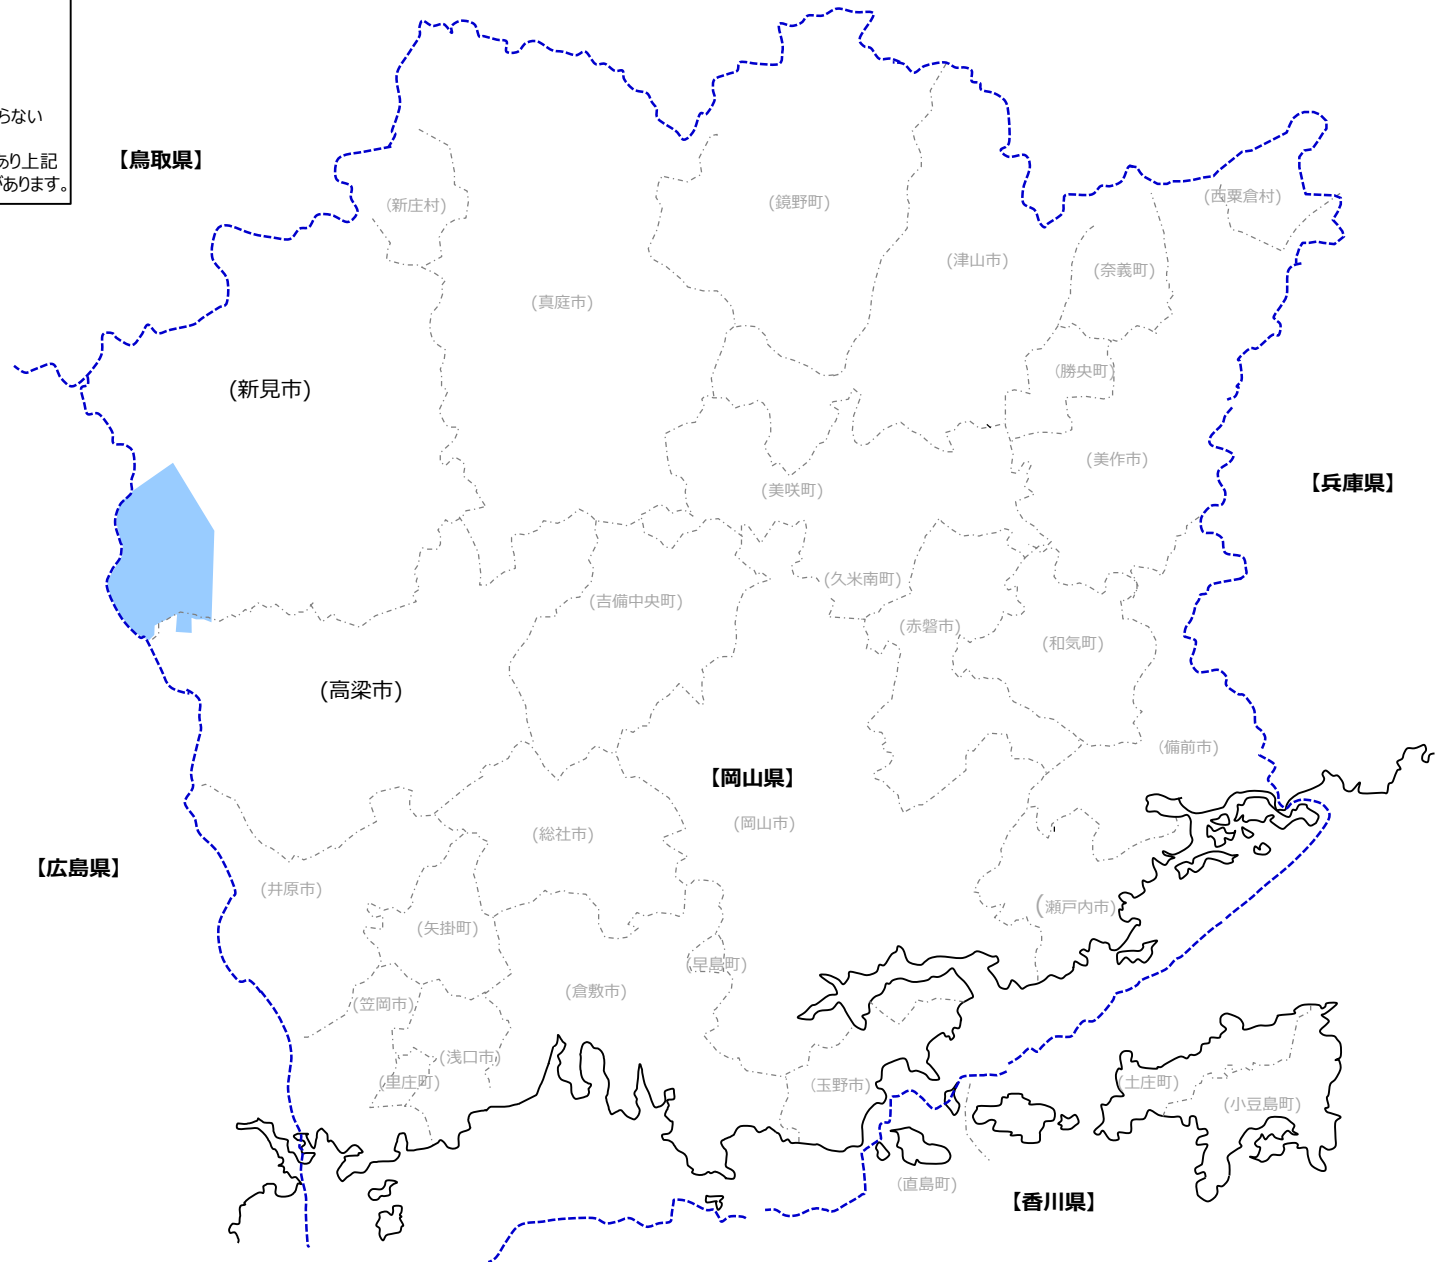 らない
あり上記
があります。
【鳥取県】
(新庄村)
(鏡野町)
(西粟倉村)
(津山市)
(奈義町)
(真庭市)
(新見市)
(勝央町)
(美作市)
【兵庫県】
(美咲町)
(久米南町)
(吉備中央町)
(赤磐市)
(和気町)
(高梁市)
(備前市)
【岡山県】
(岡山市)
(総社市)
【広島県】
(井原市)
(瀬戸内市)
(矢掛町)
(早島町)
(倉敷市)
(笠岡市)
(浅口市)
(里庄町)
(玉野市)
(土庄町)
(小豆島町)
(直島町)
【香川県】